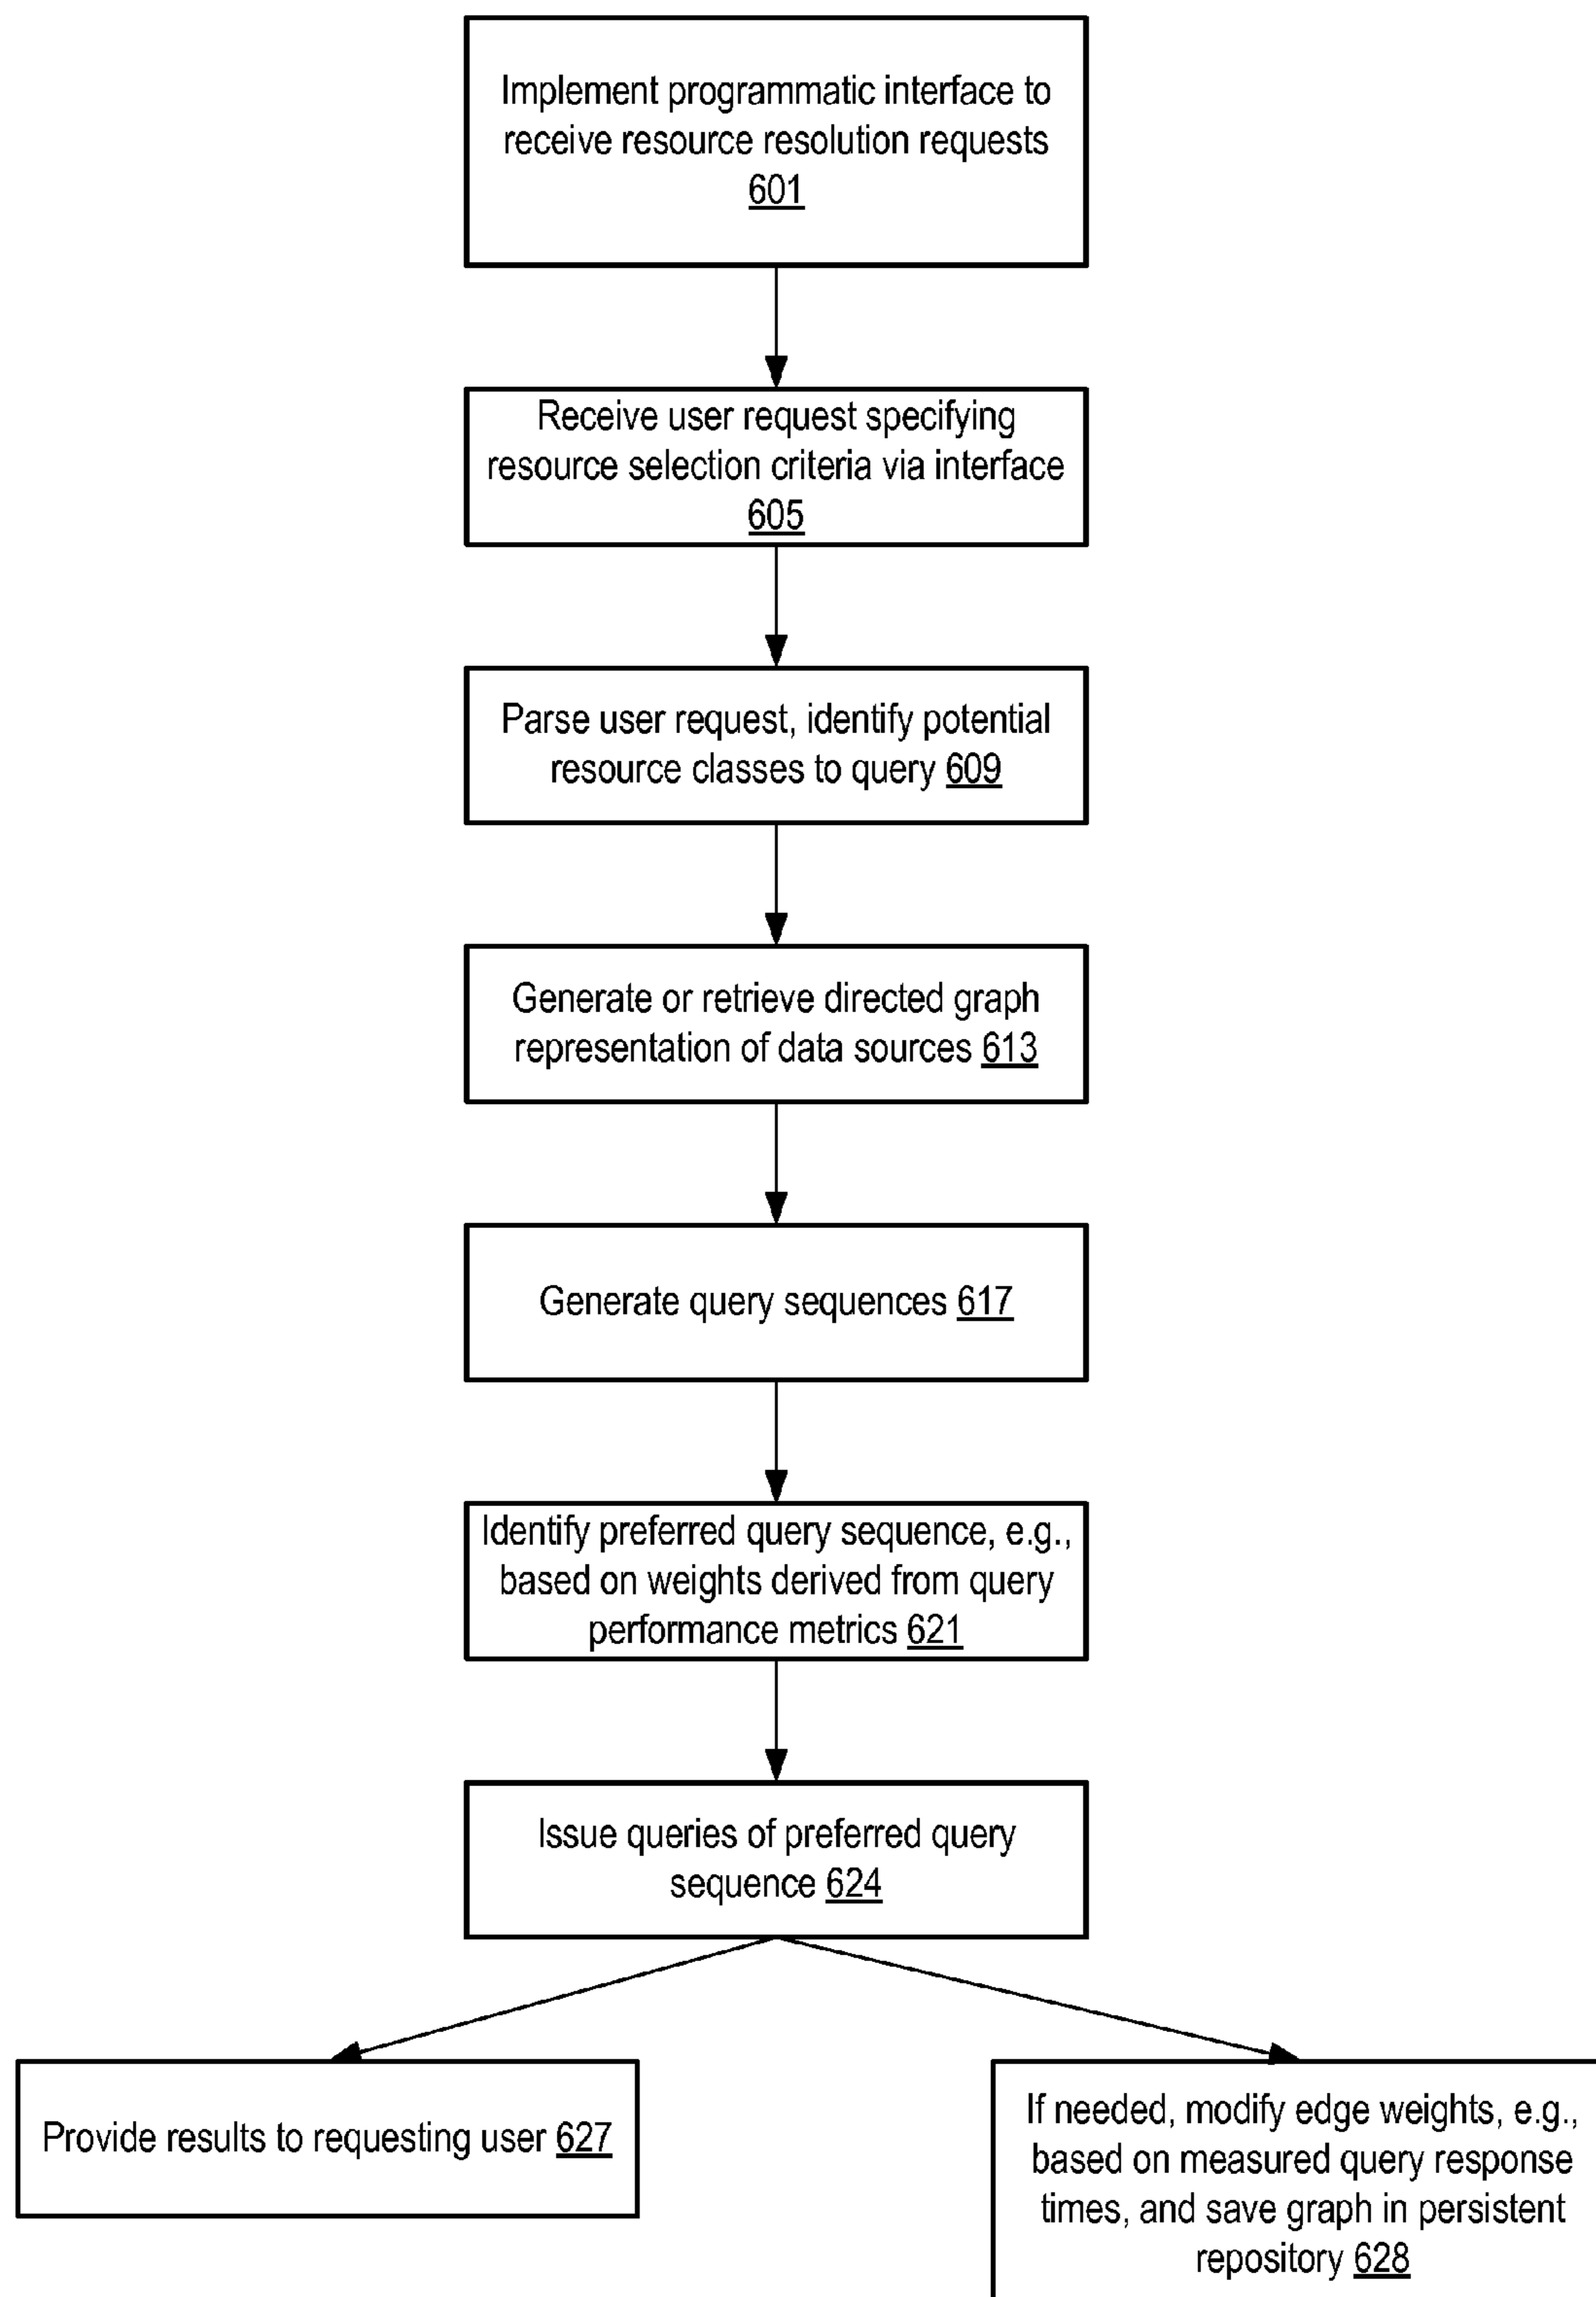 Implement programmatic interface to
receive resource resolution requests
601
Receive user request specifying
resource selection criteria via interface
605
Parse user request, identify potential
resource classes to query 609
Generate or retrieve directed graph
representation of data sources 613
Generate query sequences 617
Identify preferred query sequence, e.g.,
based on weights derived from query
performance metrics 621
Issue queries of preferred query
sequence 624
Provide results to requesting user 627
If needed, modify edge weights, e.g.,
based on measured query response
times, and save graph in persistent
repository 628